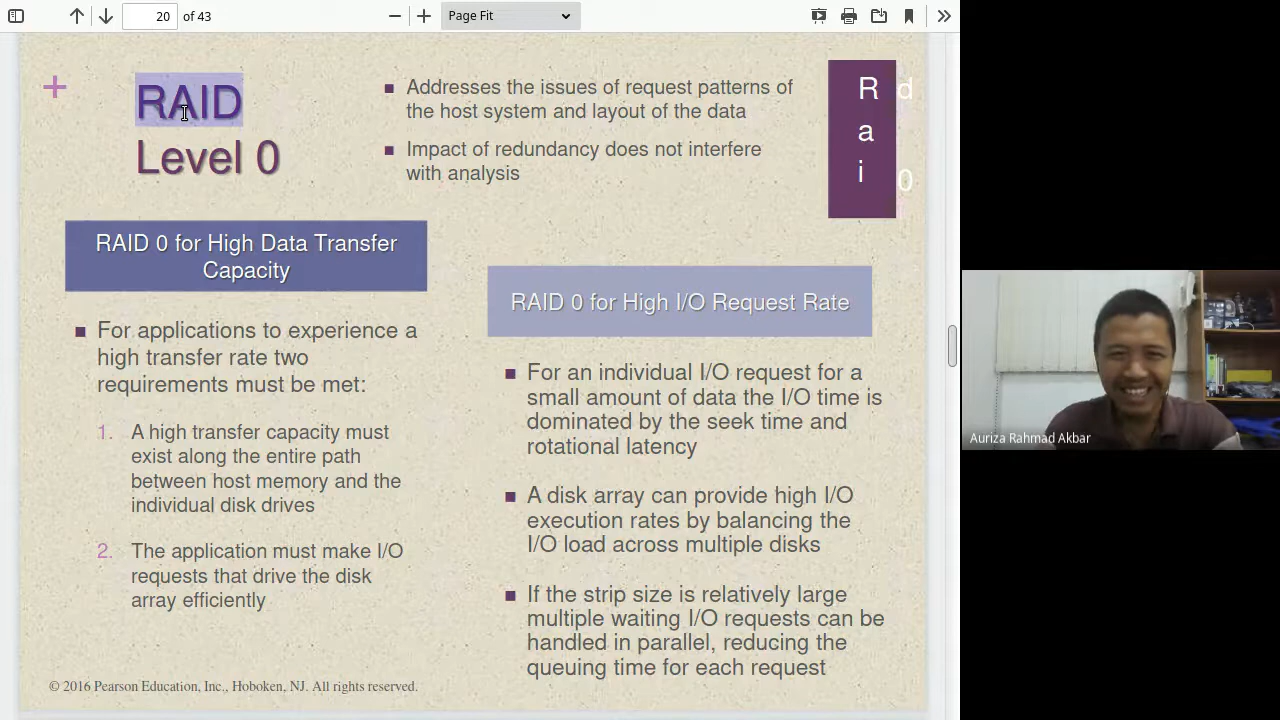 20 of 43
Page Fit
+
RAID
Level 0
Addresses the issues of request patterns of
the host system and layout of the data
Impact of redundancy does not interfere
with analysis
R d
a
i 0
RAID 0 for High Data Transfer
Capacity
For applications to experience a
high transfer rate two
requirements must be met:
1. A high transfer capacity must
exist along the entire path
between host memory and the
individual disk drives
2. The application must make I/O
requests that drive the disk
array efficiently
RAID 0 for High I/O Request Rate
For an individual I/O request for a
small amount of data the I/O time is
dominated by the seek time and
rotational latency
A disk array can provide high I/O
execution rates by balancing the
I/O load across multiple disks
If the strip size is relatively large
multiple waiting I/O requests can be
handled in parallel, reducing the
queuing time for each request
© 2016 Pearson Education, Inc., Hoboken, NJ. All rights reserved.
Auriza Rahmad Akbar